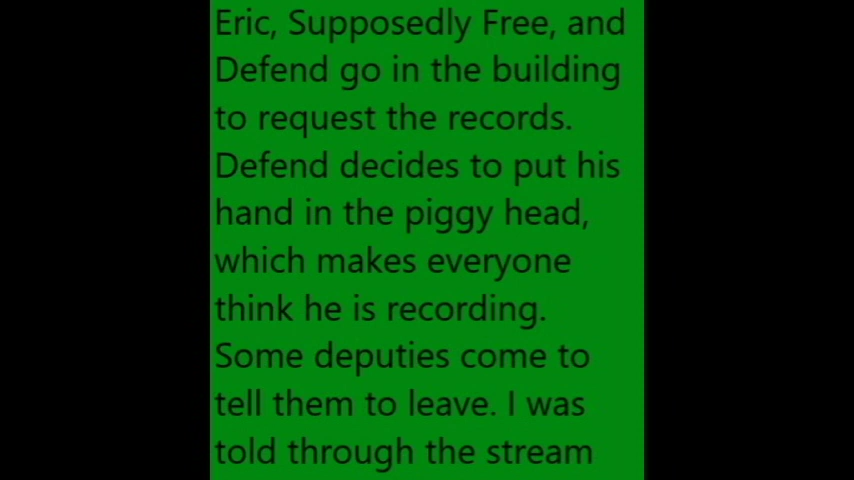 Eric, Supposedly Free, and
Defend go in the building
to request the records.
Defend decides to put his
hand in the piggy head,
which makes everyone
think he is recording.
Some deputies come to
tell them to leave. I was
told through the stream